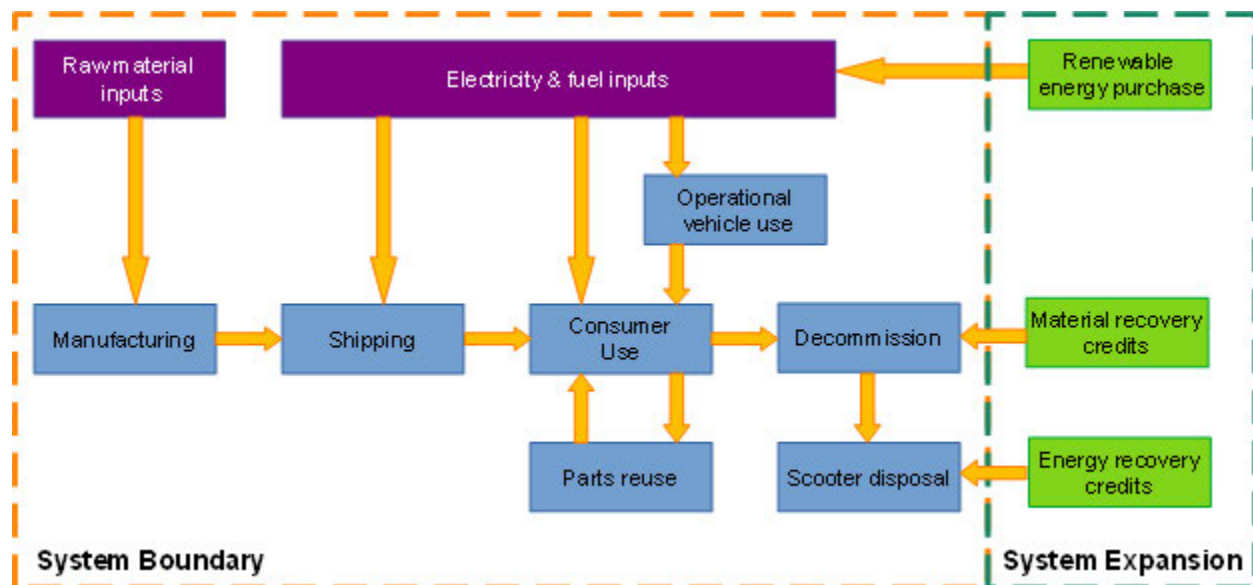 Raw material
inputs
Electricity & fuel inputs
Renewable
energy purchase
Operational
vehicle use
Manufacturing
Shipping
Consumer
Use
Decommission
Material recovery
credits
Parts reuse
Scooter disposal
Energy recovery
credits
System Boundary
System Expansion